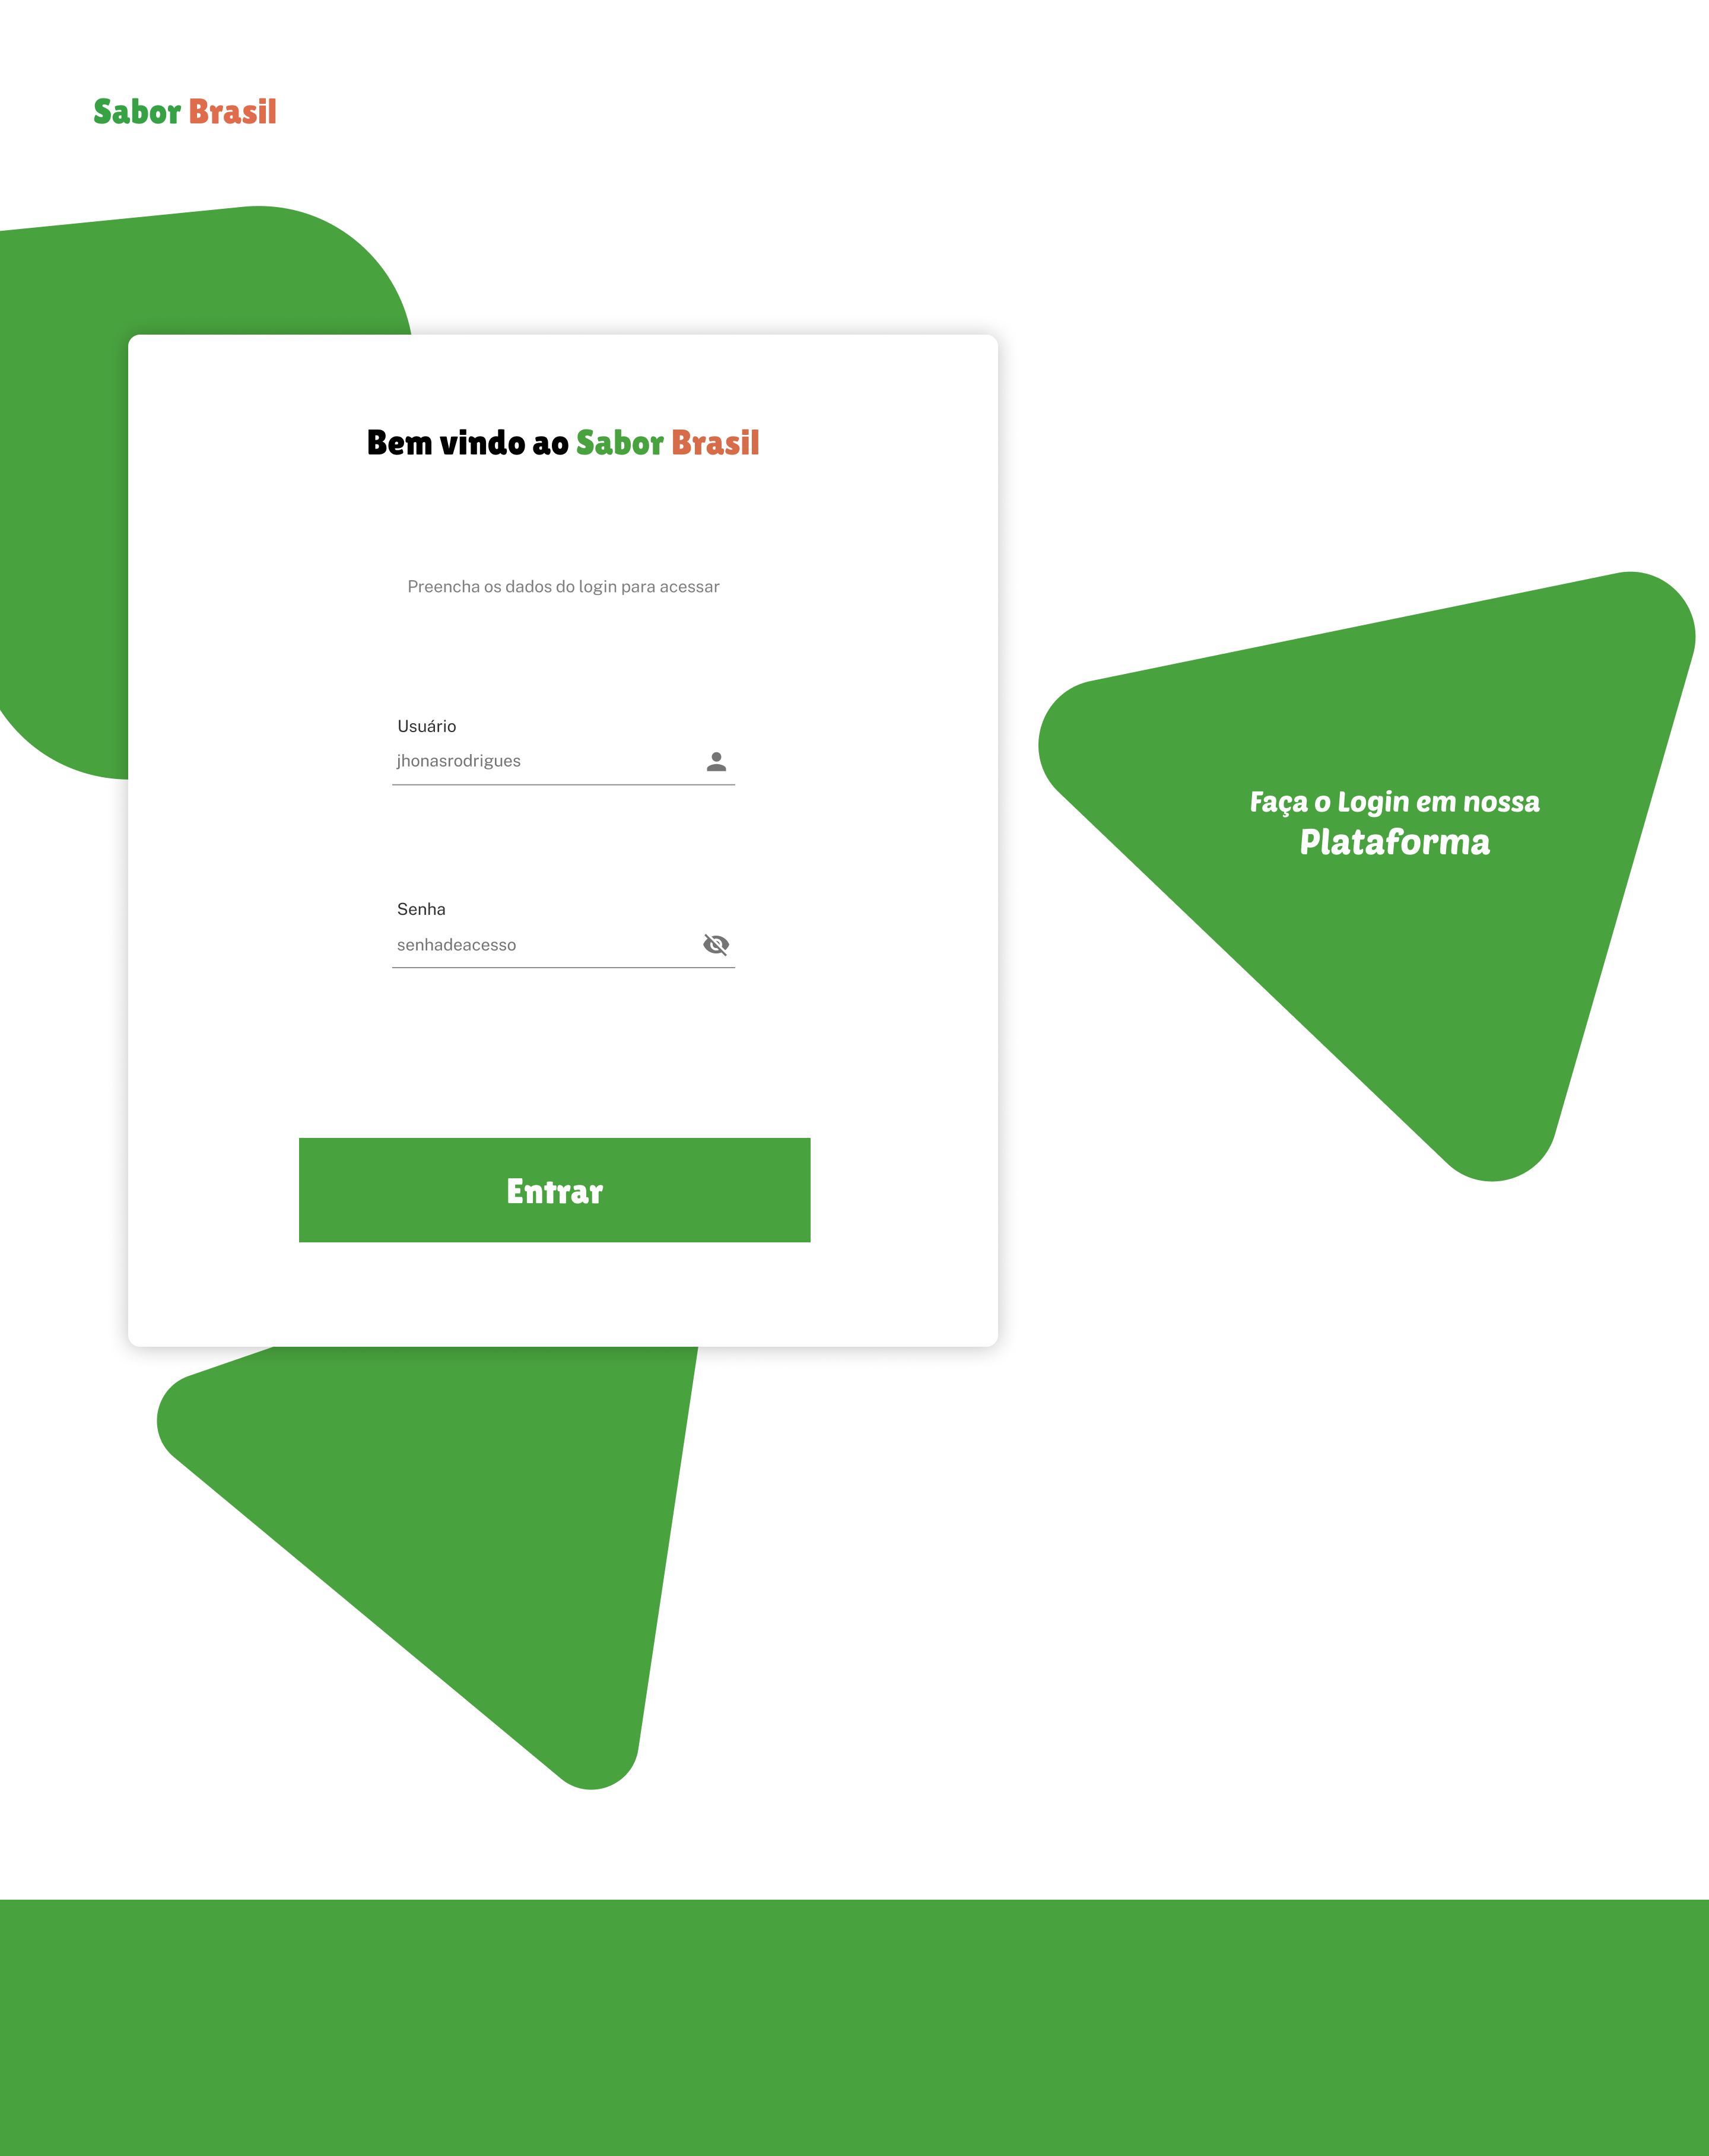 Sabor Brasil
Bem vindo ao Sabor Brasil
Preencha os dados do login para acessar
Usuário
jhonasrodrigues
Senha
senhadeacesso
Entrar
Faça o Login em nossa
Plataforma